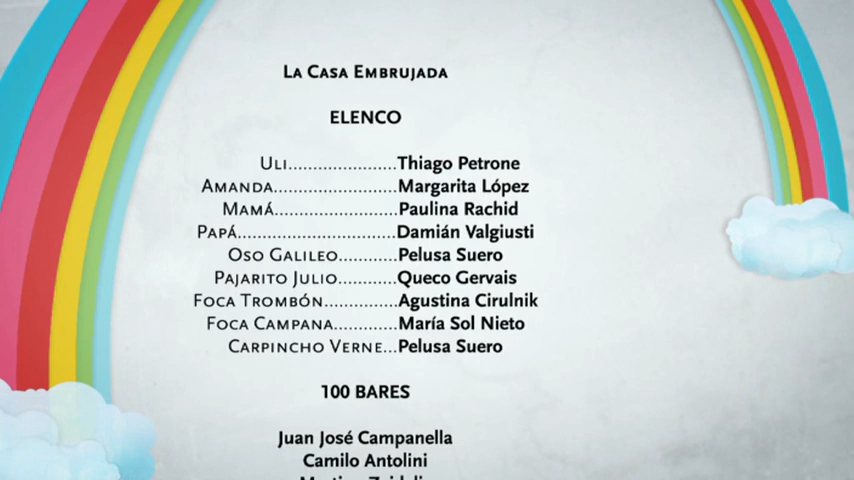 La Casa Embrujada
ELENCO
Uli.....................Thiago Petrone
Amanda........................Margarita López
Mamá........................Paulina Rachid
Papá...............................Damián Valgiusti
Oso Galileo............Pelusa Suero
Pajarito Julio............Queco Gervais
Foca Trombón...............Agustina Cirulnik
Foca Campana.............María Sol Nieto
Carpincho Verne...Pelusa Suero
100 BARES
Juan José Campanella
Camilo Antolini